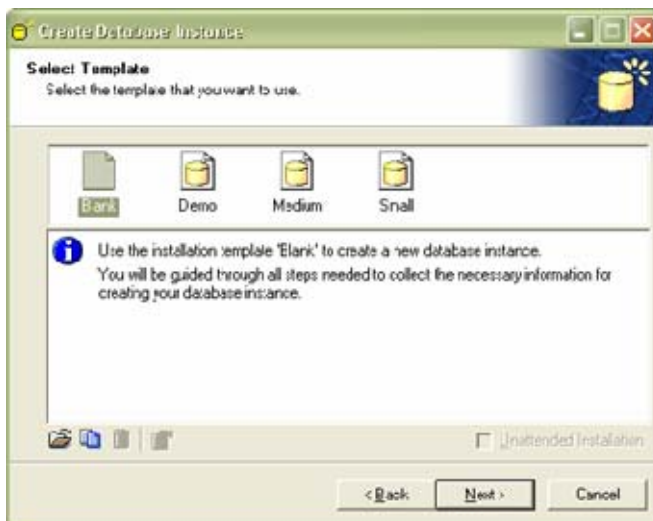 Create Database Instance
Select Template
Select the template that you want to use.
Blank Demo Medium Small
Use the installation template 'Blank' to create a new database instance.
You will be guided through all steps needed to collect the necessary information for
creating your database instance.
Unattended Installation
< Back Next > Cancel